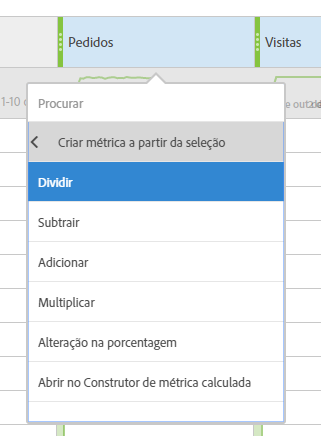 Pedidos
Visitas
1-10 d
e out
Procurar
Criar métrica a partir da seleção
Dividir
Subtrair
Adicionar
Multiplicar
Alteração na porcentagem
Abrir no Construtor de métrica calculada